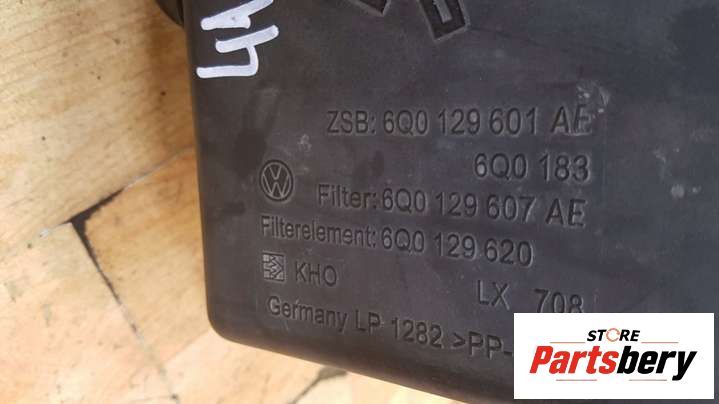 ZSB: 6Q0 129 601 AE
6Q0 183
Filter: 6Q0 129 607 AE
Filterelement: 6Q0 129 620
KHO LX 708
Germany LP 1282 >PP-
STORE
Partsbery